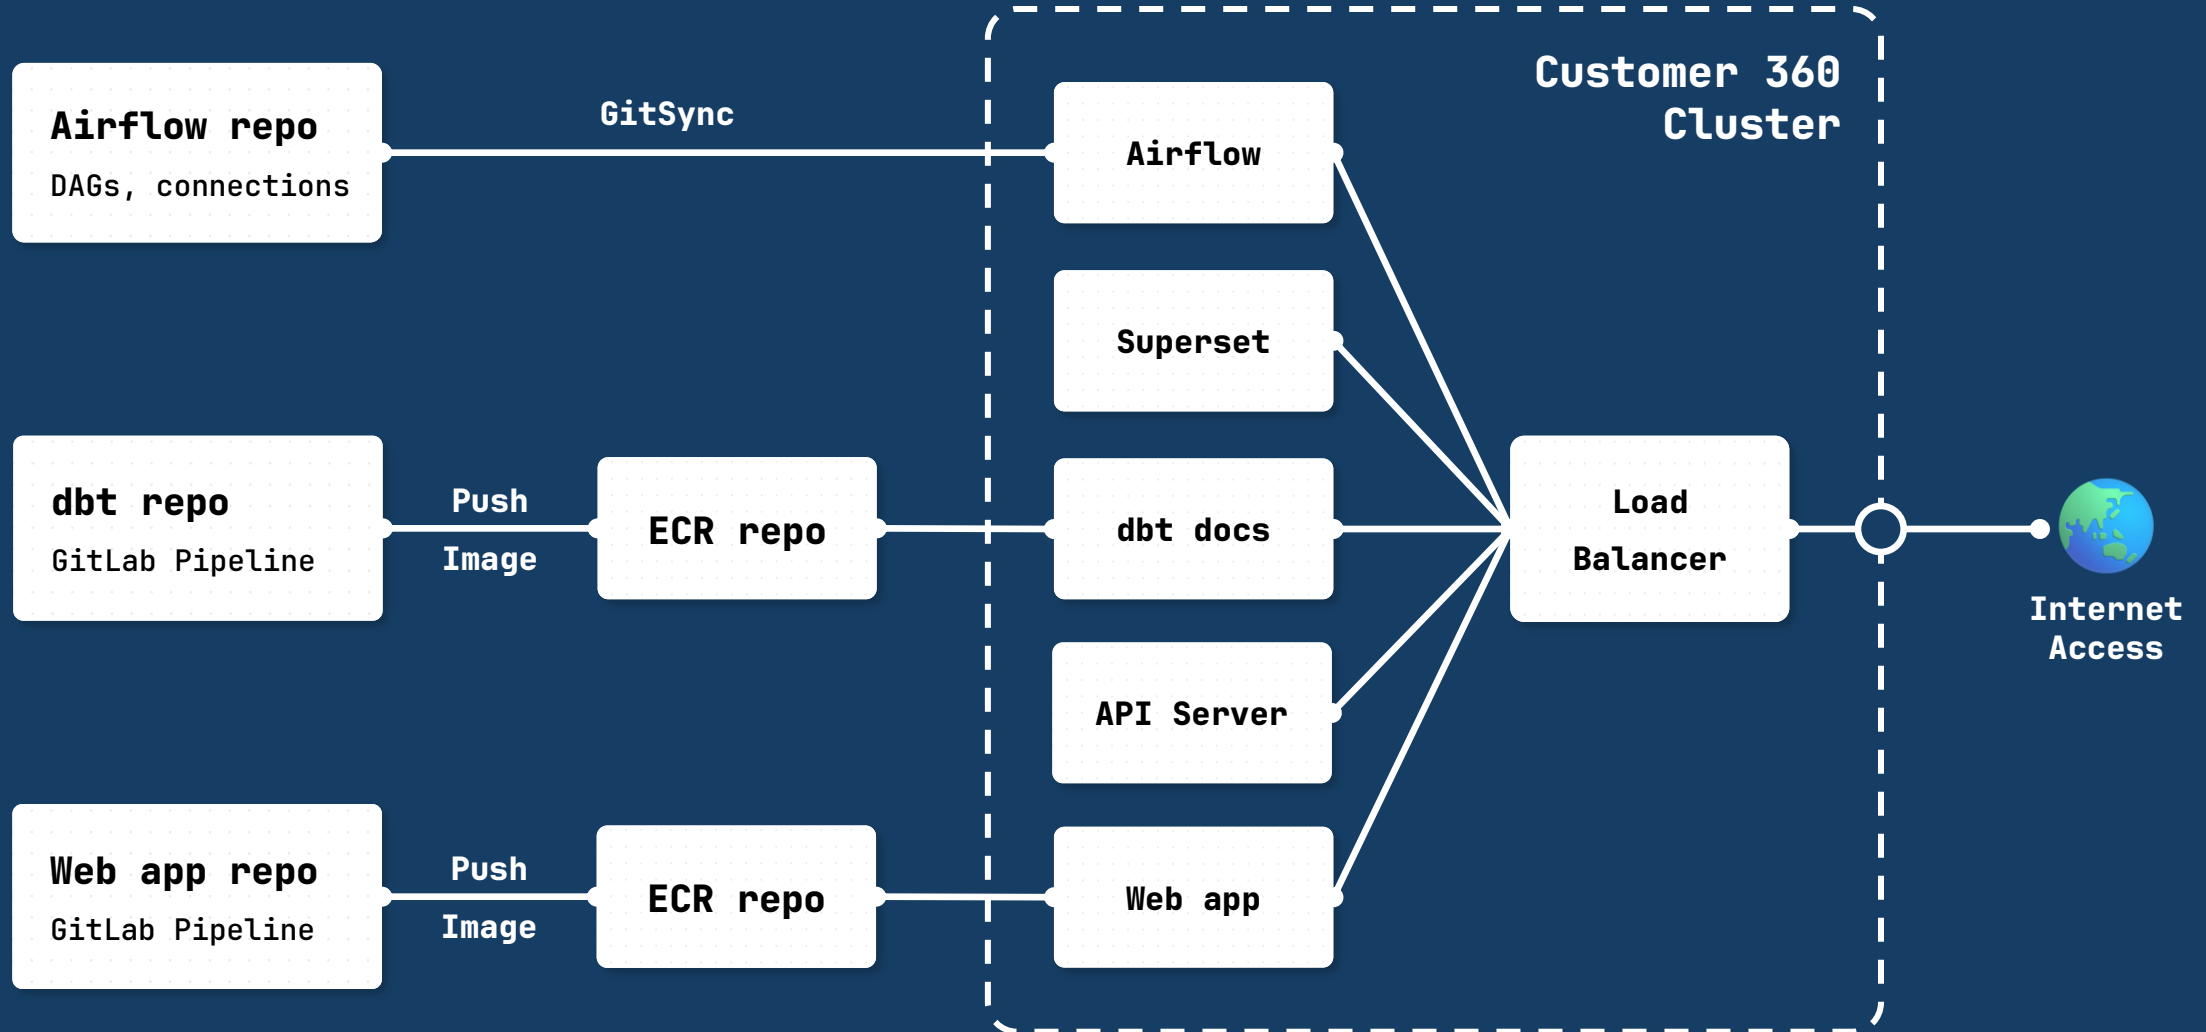 Customer 360
Cluster
Airflow repo
DAGs, connections
GitSync
Airflow
Superset
dbt repo
GitLab Pipeline
Push
Image
ECR repo
dbt docs
Load
Balancer
Internet
Access
API Server
Web app repo
GitLab Pipeline
Push
Image
ECR repo
Web app